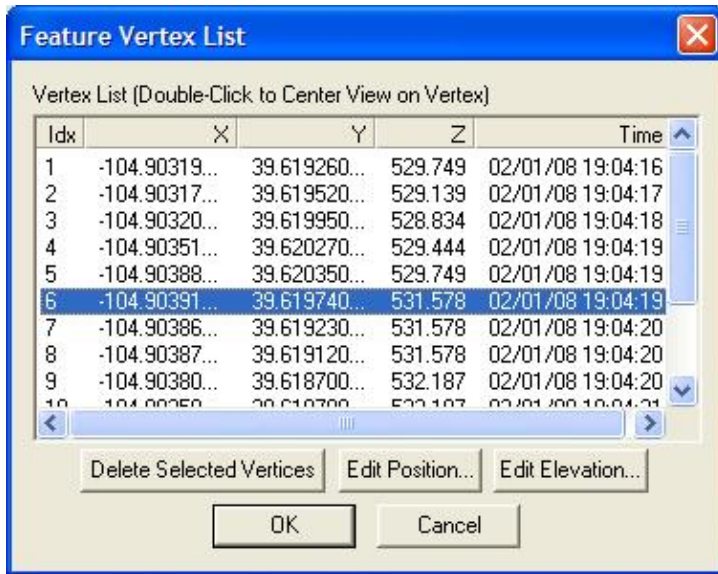 Feature Vertex List
Vertex List (Double-Click to Center View on Vertex)
Idx X Y Z Time
1 -104.90319... 39.619260... 529.749 02/01/08 19:04:16
2 -104.90317... 39.619520... 529.139 02/01/08 19:04:17
3 -104.90320... 39.619950... 528.834 02/01/08 19:04:18
4 -104.90351... 39.620270... 529.444 02/01/08 19:04:19
5 -104.90388... 39.620350... 529.749 02/01/08 19:04:19
6 -104.90391... 39.619740... 531.578 02/01/08 19:04:19
7 -104.90386... 39.619230... 531.578 02/01/08 19:04:20
8 -104.90387... 39.619120... 531.578 02/01/08 19:04:20
9 -104.90380... 39.618700... 532.187 02/01/08 19:04:20
Delete Selected Vertices Edit Position... Edit Elevation...
OK Cancel